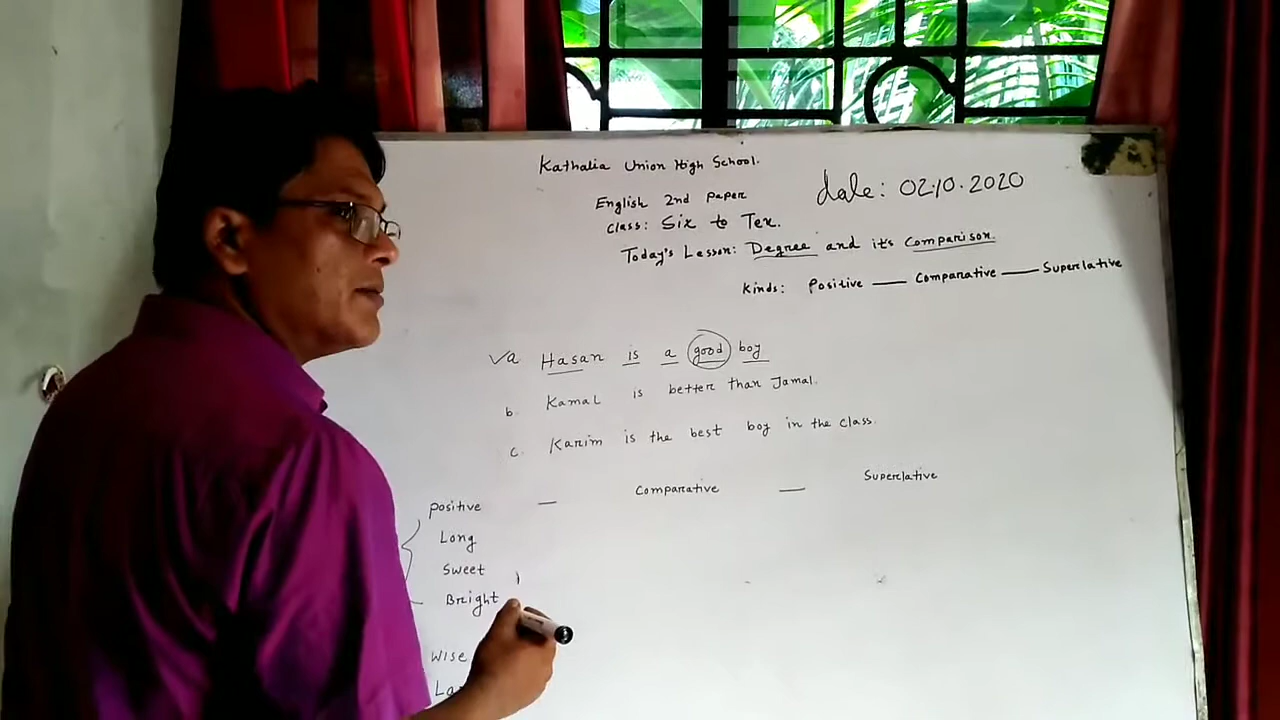 Kathalia Union High School.
English 2nd Paper
date: 02.10.2020
Class: Six to Ten.
Today's Lesson: Degree and it's Comparison.
Kinds: Positive — Comparative — Superlative
√a Hasan is a good boy
b. Kamal is better than Jamal.
c. Karim is the best boy in the class.
Positive — Comparative — Superlative
Long
Sweet
Bright
Wise